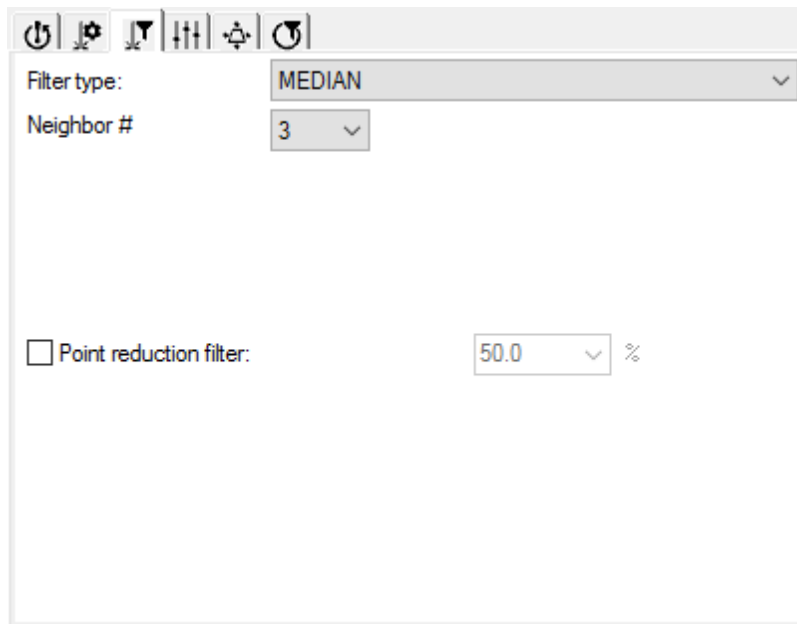 Filter type: MEDIAN
Neighbor # 3
Point reduction filter: 50.0 %